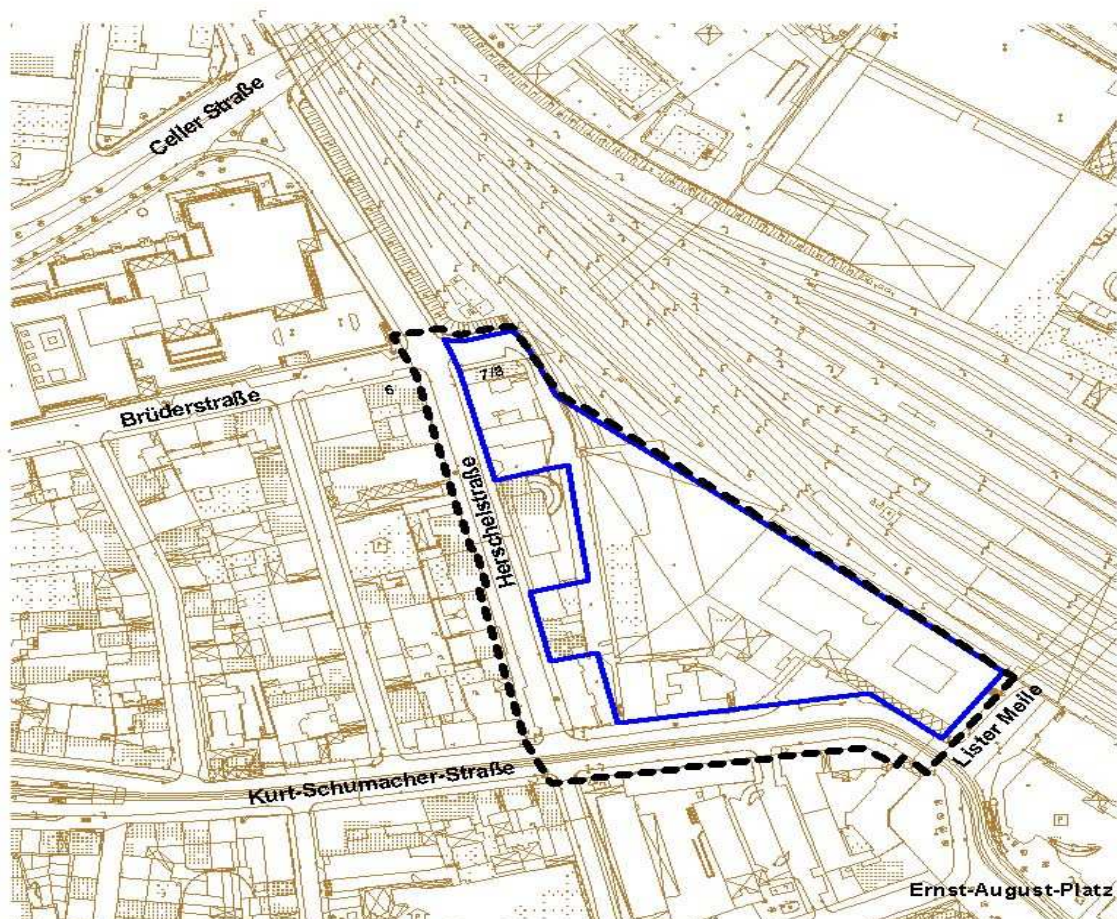 Celler Straße
7/8
6
Brüderstraße
Herschelstraße
Lister Meile
Kurt-Schumacher-Straße
P
Ernst-August-Platz